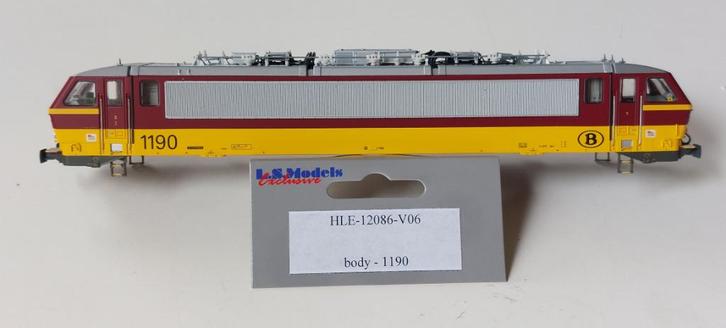 1190
B
L.S.Models
Exclusive
HLE-12086-V06
body - 1190